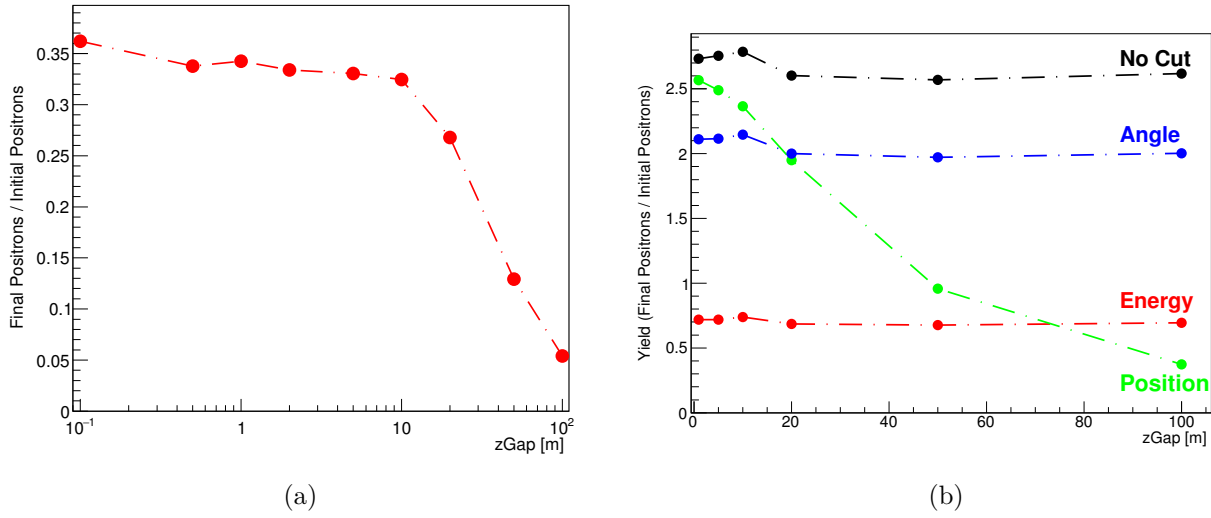 Final Positrons / Initial Positrons
0.35
0.3
0.25
0.2
0.15
0.1
0.05
0
10⁻¹ 1 10 10²
zGap [m]
(a)
Yield (Final Positrons / Initial Positrons)
2.5
2
1.5
1
0.5
0
No Cut
Angle
Energy
Position
0 20 40 60 80 100
zGap [m]
(b)